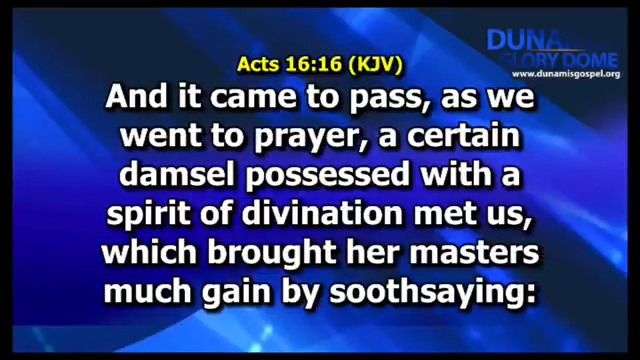 DUNAMIS
GLORY DOME
www.dunamisgospel.org
Acts 16:16 (KJV)
And it came to pass, as we
went to prayer, a certain
damsel possessed with a
spirit of divination met us,
which brought her masters
much gain by soothsaying: